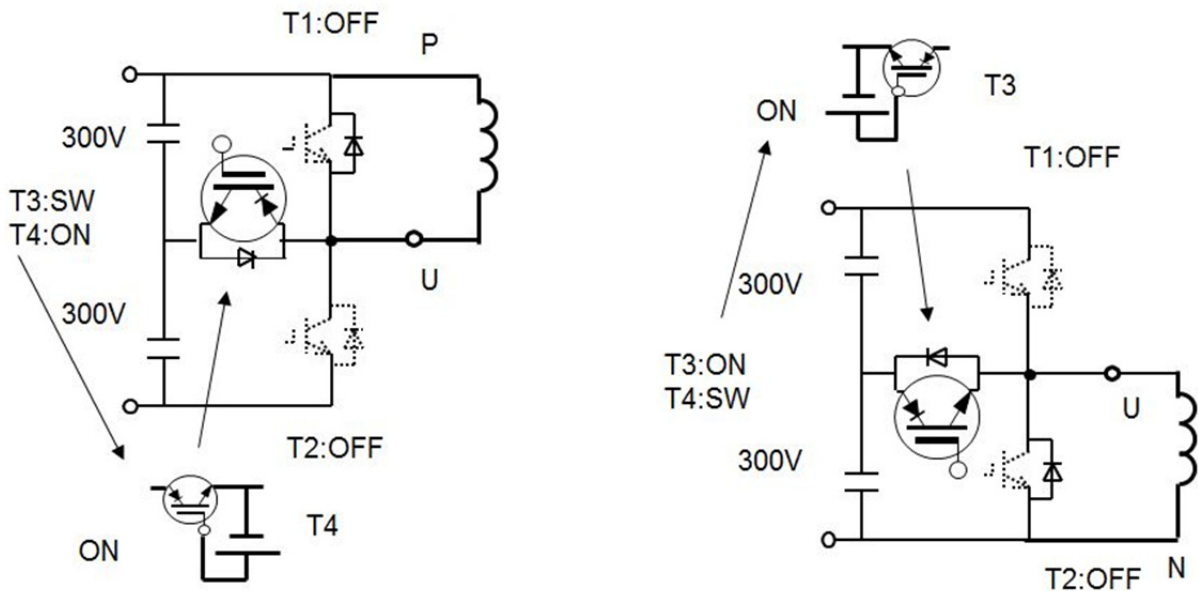 T1:OFF
P
300V
T3:SW
T4:ON
U
300V
T2:OFF
ON
T4
ON
T3
T1:OFF
300V
T3:ON
T4:SW
U
300V
T2:OFF
N